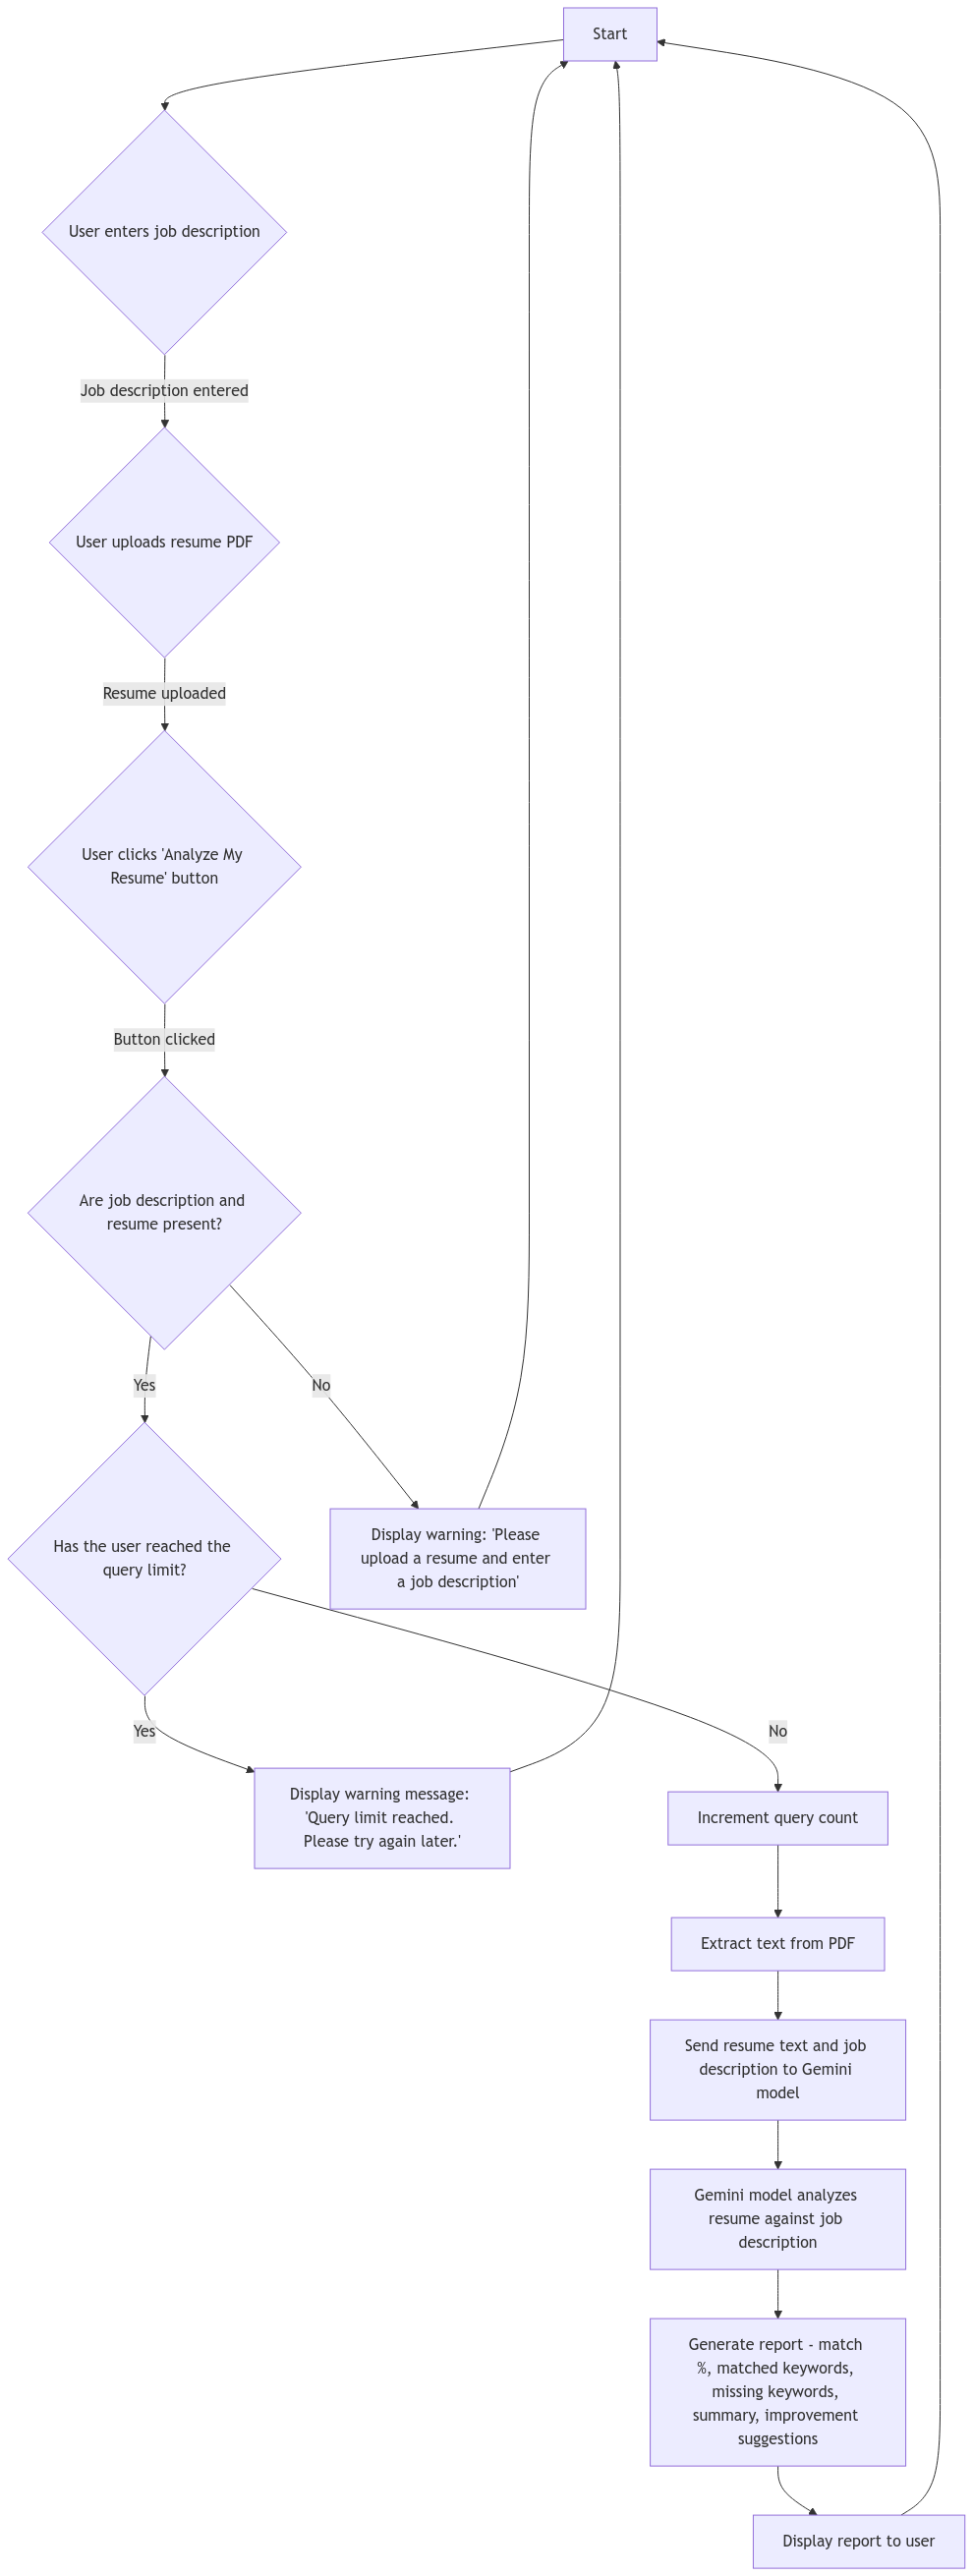 Start
User enters job description
Job description entered
User uploads resume PDF
Resume uploaded
User clicks 'Analyze My
Resume' button
Button clicked
Are job description and
resume present?
Yes
No
Has the user reached the
query limit?
Display warning: 'Please
upload a resume and enter
a job description'
Yes
No
Display warning message:
'Query limit reached.
Please try again later.'
Increment query count
Extract text from PDF
Send resume text and job
description to Gemini
model
Gemini model analyzes
resume against job
description
Generate report - match
%, matched keywords,
missing keywords,
summary, improvement
suggestions
Display report to user